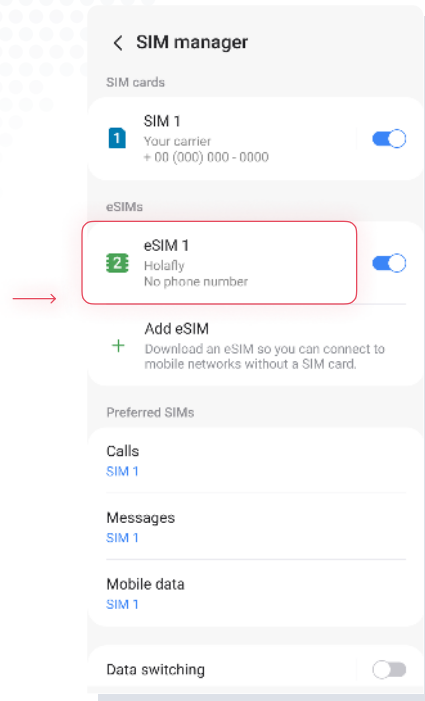 SIM manager
SIM cards
1
SIM 1
Your carrier
+ 00 (000) 000 - 0000
eSIMs
2
eSIM 1
Holafly
No phone number
Add eSIM
Download an eSIM so you can connect to
mobile networks without a SIM card.
Preferred SIMs
Calls
SIM 1
Messages
SIM 1
Mobile data
SIM 1
Data switching